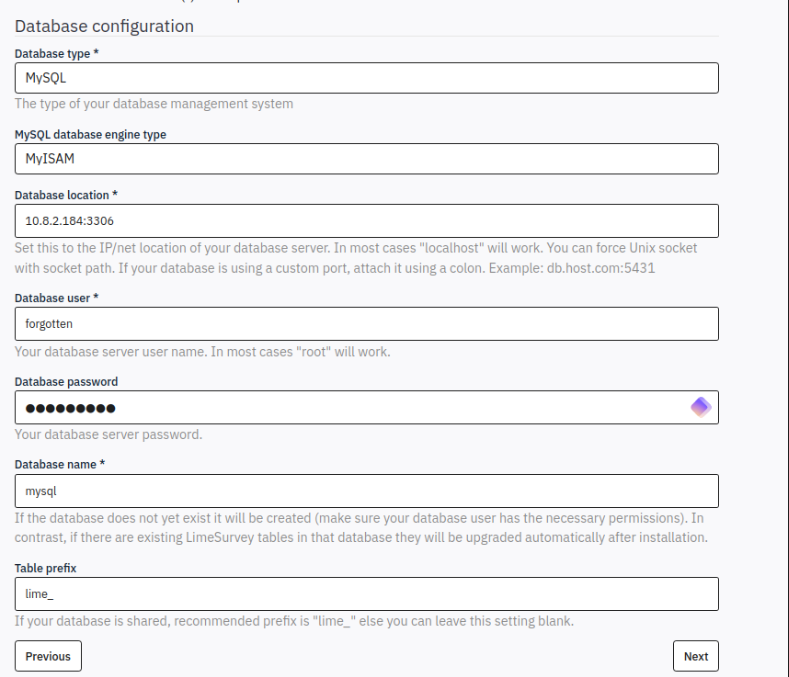 Database configuration
Database type *
MySQL
The type of your database management system
MySQL database engine type
MyISAM
Database location *
10.8.2.184:3306
Set this to the IP/net location of your database server. In most cases "localhost" will work. You can force Unix socket
with socket path. If your database is using a custom port, attach it using a colon. Example: db.host.com:5431
Database user *
forgotten
Your database server user name. In most cases "root" will work.
Database password
●●●●●●●●●
Your database server password.
Database name *
mysql
If the database does not yet exist it will be created (make sure your database user has the necessary permissions). In
contrast, if there are existing LimeSurvey tables in that database they will be upgraded automatically after installation.
Table prefix
lime_
If your database is shared, recommended prefix is "lime_" else you can leave this setting blank.
Previous
Next